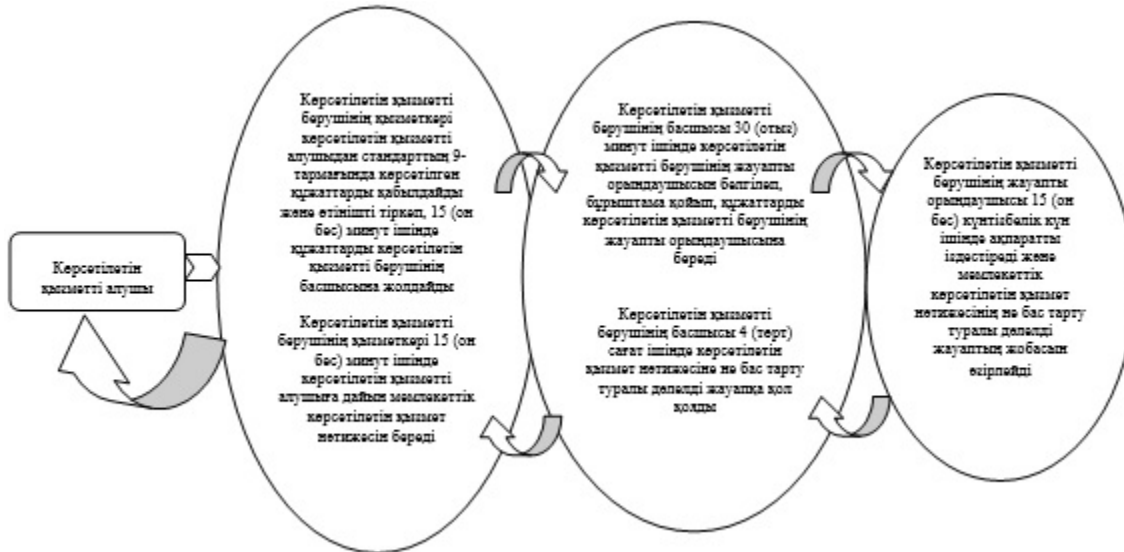 Көрсетілетін
қызметті алушы
Көрсетілетін қызметті
берушінің қызметкері
көрсетілетін қызметті
алушыдан стандарттың 9-
тармағында көрсетілген
құжаттарды қабылдайды
және өтінішті тіркеп, 15 (он
бес) минут ішінде
құжаттарды көрсетілетін
қызметті берушінің
басшысына жолдайды
Көрсетілетін қызметті
берушінің қызметкері 15 (он
бес) минут ішінде
көрсетілетін қызметті
алушыға дайын мемлекеттік
көрсетілетін қызмет
нәтижесін береді
Көрсетілетін қызметті
берушінің басшысы 30 (отыз)
минут ішінде көрсетілетін
қызметті берушінің жауапты
орындаушысын белгілеп,
бұрыштама қойып, құжаттарды
көрсетілетін қызметті берушінің
жауапты орындаушысына
береді
Көрсетілетін қызметті
берушінің басшысы 4 (төрт)
сағат ішінде көрсетілетін
қызмет нәтижесіне не бас тарту
туралы дәлелді жауапқа қол
қояды
Көрсетілетін қызметті
берушінің жауапты
орындаушысы 15 (он
бес) күнтізбелік күн
ішінде ақпаратты
іздестіреді және
мемлекеттік
көрсетілетін қызмет
нәтижесінің не бас тарту
туралы дәлелді
жауаптың жобасын
әзірлейді